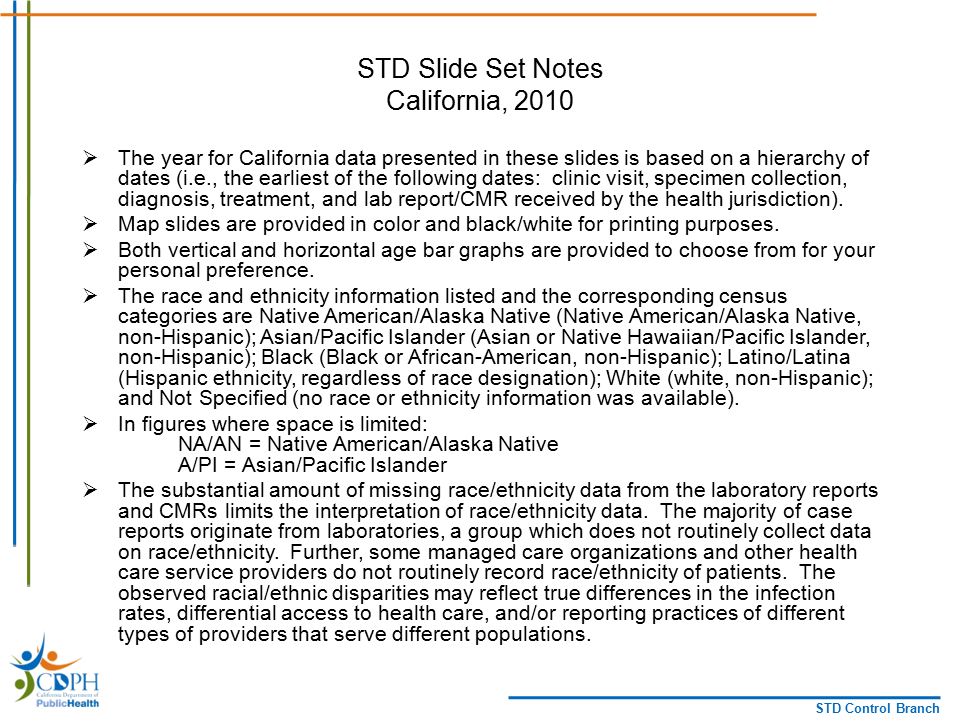 STD Slide Set Notes
California, 2010
➢ The year for California data presented in these slides is based on a hierarchy of
dates (i.e., the earliest of the following dates:  clinic visit, specimen collection,
diagnosis, treatment, and lab report/CMR received by the health jurisdiction).
➢ Map slides are provided in color and black/white for printing purposes.
➢ Both vertical and horizontal age bar graphs are provided to choose from for your
personal preference.
➢ The race and ethnicity information listed and the corresponding census
categories are Native American/Alaska Native (Native American/Alaska Native,
non-Hispanic); Asian/Pacific Islander (Asian or Native Hawaiian/Pacific Islander,
non-Hispanic); Black (Black or African-American, non-Hispanic); Latino/Latina
(Hispanic ethnicity, regardless of race designation); White (white, non-Hispanic);
and Not Specified (no race or ethnicity information was available).
➢ In figures where space is limited:
NA/AN = Native American/Alaska Native
A/PI = Asian/Pacific Islander
➢ The substantial amount of missing race/ethnicity data from the laboratory reports
and CMRs limits the interpretation of race/ethnicity data.  The majority of case
reports originate from laboratories, a group which does not routinely collect data
on race/ethnicity.  Further, some managed care organizations and other health
care service providers do not routinely record race/ethnicity of patients.  The
observed racial/ethnic disparities may reflect true differences in the infection
rates, differential access to health care, and/or reporting practices of different
types of providers that serve different populations.
CDPH
California Department of
PublicHealth
STD Control Branch